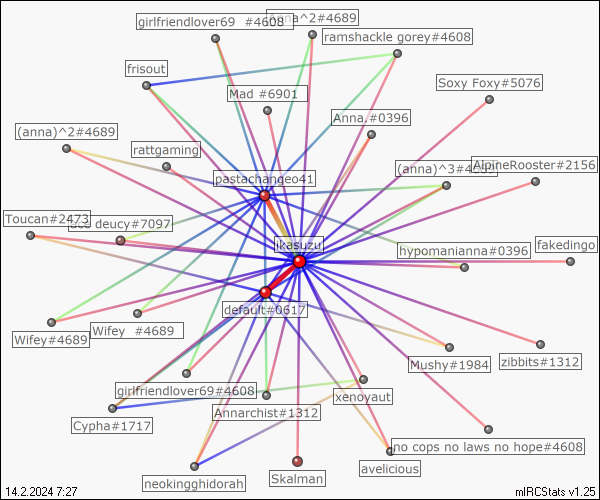 girlfriendlover69 #4608
Anna^2#4689
ramshackle gorey#4608
frisout
Mad #6901
Soxy Foxy#5076
Anna.#0396
(anna)^2#4689
rattgaming
AlpineRooster#2156
(anna)^3#4689
pastachangeo41
Toucan#2473
deucy#7097
ikasuzu
hypomanianna#0396
fakedingo
default#0617
Wifey#4689
Wifey #4689
Mushy#1984
zibbits#1312
girlfriendlover69#4608
xenoyaut
Annarchist#1312
Cypha#1717
no cops no laws no hope#4608
avelicious
neokingghidorah
Skalman
14.2.2024 7:27
mIRCStats v1.25